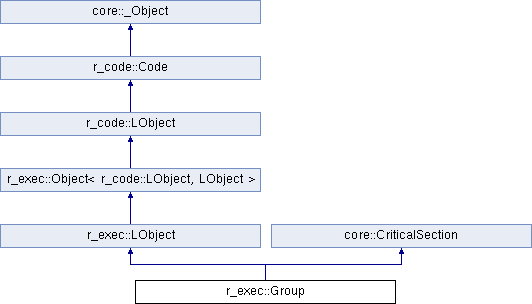 core::_Object
r_code::Code
r_code::LObject
r_exec::Object< r_code::LObject, LObject >
r_exec::LObject
core::CriticalSection
r_exec::Group